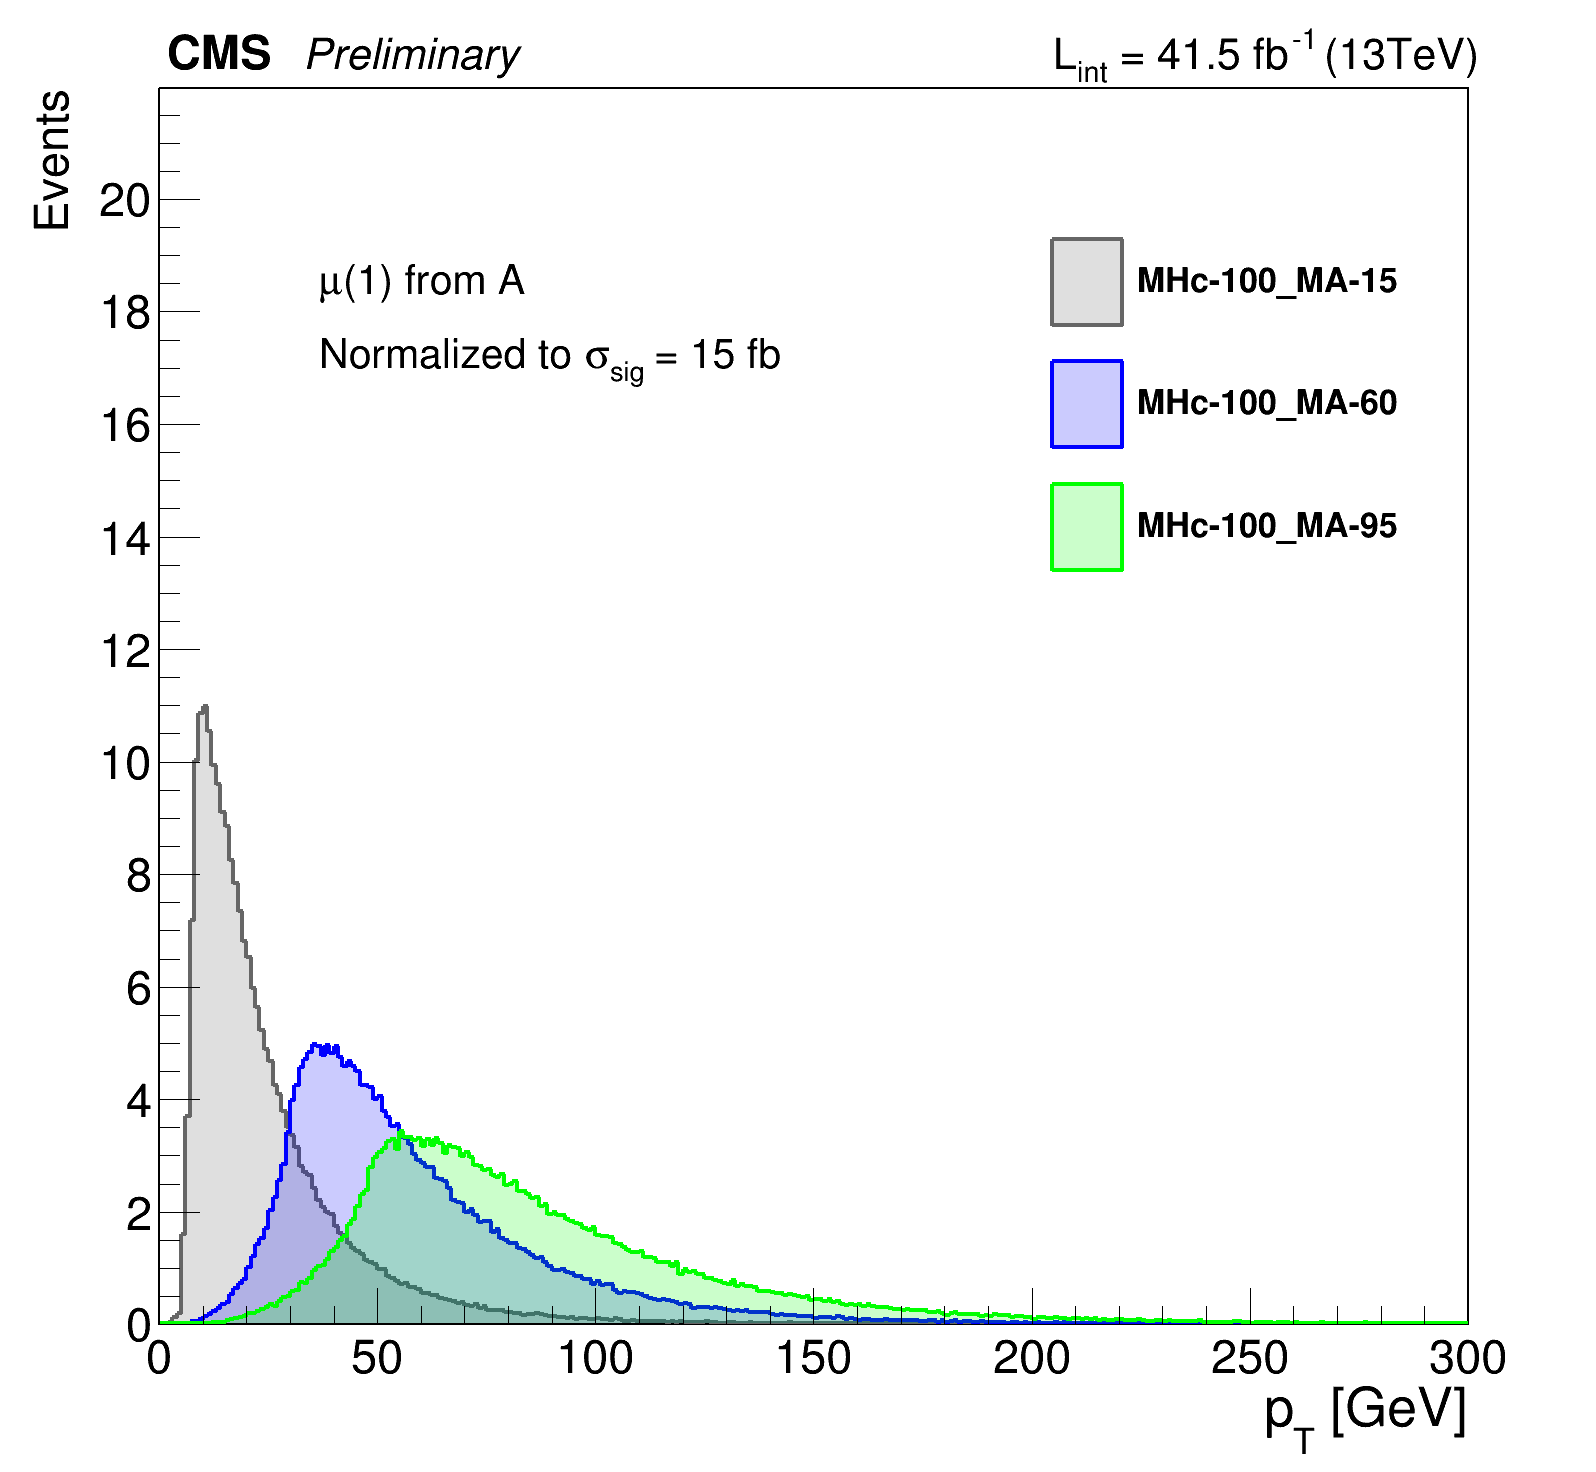 CMS Preliminary
L_int = 41.5 fb^-1 (13TeV)
Events
μ(1) from A
Normalized to σ_sig = 15 fb
MHc-100_MA-15
MHc-100_MA-60
MHc-100_MA-95
20
18
16
14
12
10
8
6
4
2
0
0 50 100 150 200 250 300
p_T [GeV]